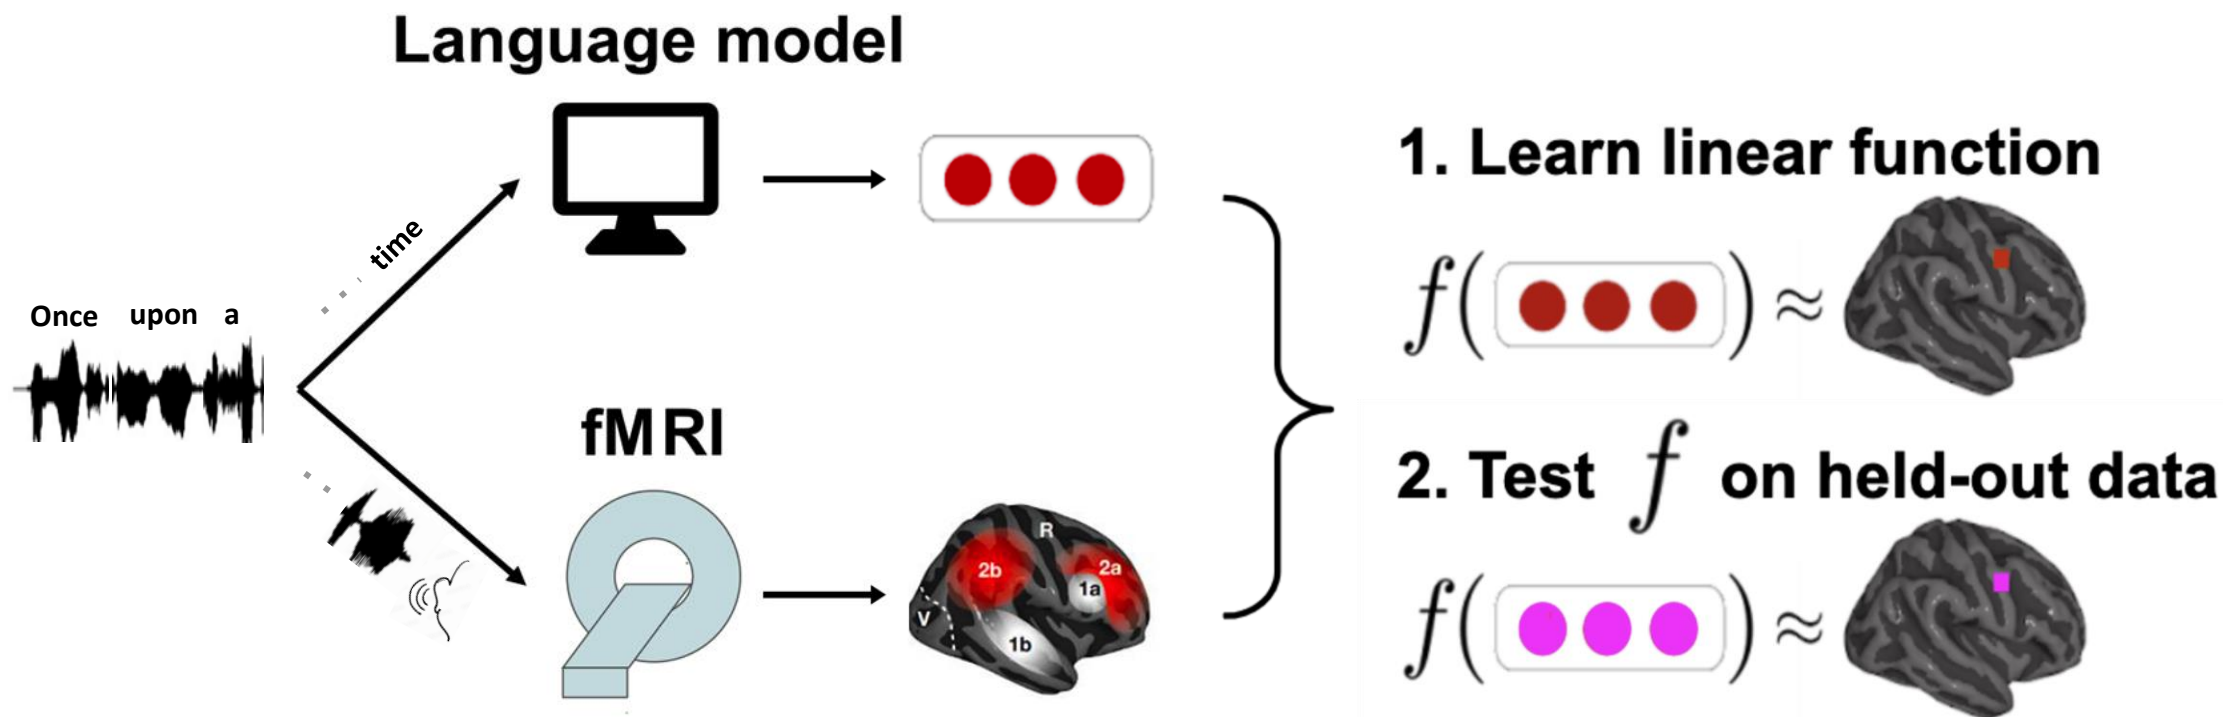 Language model
time
Once upon a
fMRI
R
2b
2a
1a
V
1b
1. Learn linear function
f( ) ≈
2. Test f on held-out data
f( ) ≈